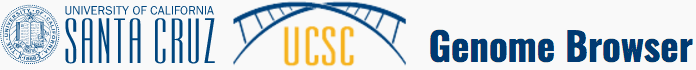 UNIVERSITY OF CALIFORNIA
SANTA CRUZ
UCSC
Genome Browser